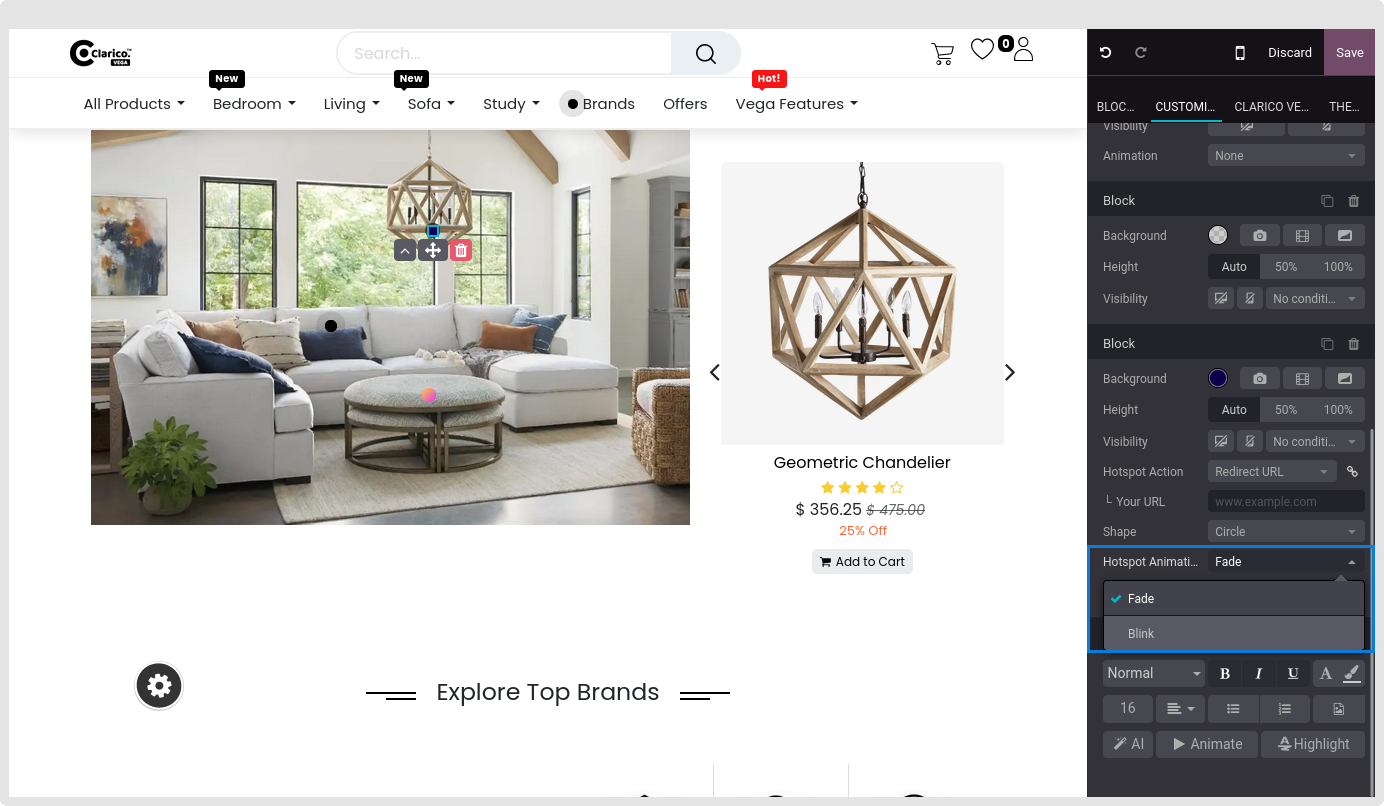 Clarico.™
VEGA
Search...
0
New
New
Hot!
All Products
Bedroom
Living
Sofa
Study
Brands
Offers
Vega Features
Geometric Chandelier
$ 356.25 $ 475.00
25% Off
Add to Cart
Explore Top Brands
Discard
Save
BLOC...
CUSTOMI...
CLARICO VE...
THE...
Visibility
Animation
None
Block
Background
Height
Auto
50%
100%
Visibility
No conditi...
Block
Background
Height
Auto
50%
100%
Visibility
No conditi...
Hotspot Action
Redirect URL
└ Your URL
www.example.com
Shape
Circle
Hotspot Animati...
Fade
Fade
Blink
Normal
B
I
U
A
16
AI
Animate
Highlight